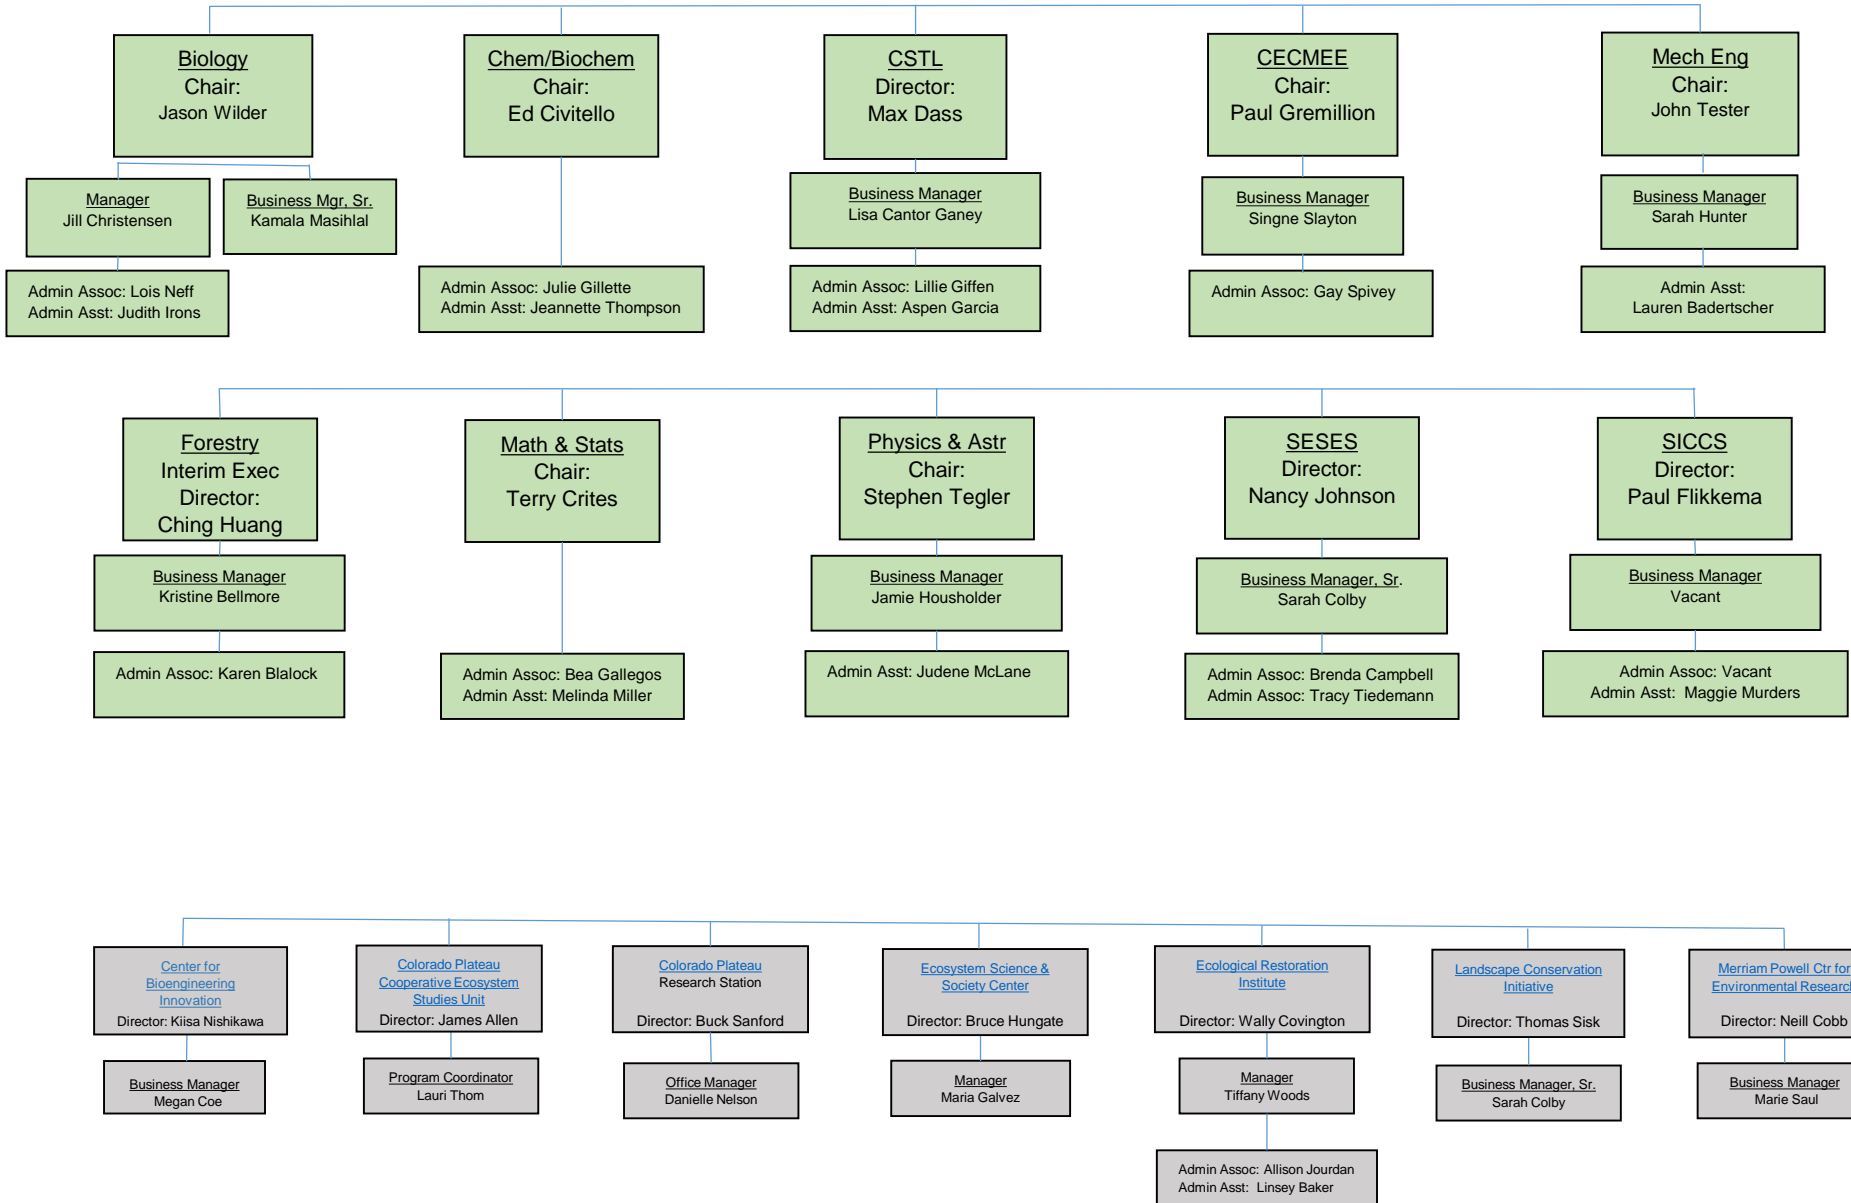 Biology
Chair:
Jason Wilder
Chem/Biochem
Chair:
Ed Civitello
CSTL
Director:
Max Dass
CECMEE
Chair:
Paul Gremillion
Mech Eng
Chair:
John Tester
Manager
Jill Christensen
Business Mgr, Sr.
Kamala Masihlal
Business Manager
Lisa Cantor Ganey
Business Manager
Singne Slayton
Business Manager
Sarah Hunter
Admin Assoc: Lois Neff
Admin Asst: Judith Irons
Admin Assoc: Julie Gillette
Admin Asst: Jeannette Thompson
Admin Assoc: Lillie Giffen
Admin Asst: Aspen Garcia
Admin Assoc: Gay Spivey
Admin Asst:
Lauren Badertscher
Forestry
Interim Exec
Director:
Ching Huang
Math & Stats
Chair:
Terry Crites
Physics & Astr
Chair:
Stephen Tegler
SESES
Director:
Nancy Johnson
SICCS
Director:
Paul Flikkema
Business Manager
Kristine Bellmore
Business Manager
Jamie Housholder
Business Manager, Sr.
Sarah Colby
Business Manager
Vacant
Admin Assoc: Karen Blalock
Admin Assoc: Bea Gallegos
Admin Asst: Melinda Miller
Admin Asst: Judene McLane
Admin Assoc: Brenda Campbell
Admin Assoc: Tracy Tiedemann
Admin Assoc: Vacant
Admin Asst: Maggie Murders
Center for
Bioengineering
Innovation
Director: Kiisa Nishikawa
Colorado Plateau
Cooperative Ecosystem
Studies Unit
Director: James Allen
Colorado Plateau
Research Station
Director: Buck Sanford
Ecosystem Science &
Society Center
Director: Bruce Hungate
Ecological Restoration
Institute
Director: Wally Covington
Landscape Conservation
Initiative
Director: Thomas Sisk
Merriam Powell Ctr for
Environmental Research
Director: Neill Cobb
Business Manager
Megan Coe
Program Coordinator
Lauri Thom
Office Manager
Danielle Nelson
Manager
Maria Galvez
Manager
Tiffany Woods
Business Manager, Sr.
Sarah Colby
Business Manager
Marie Saul
Admin Assoc: Allison Jourdan
Admin Asst: Linsey Baker